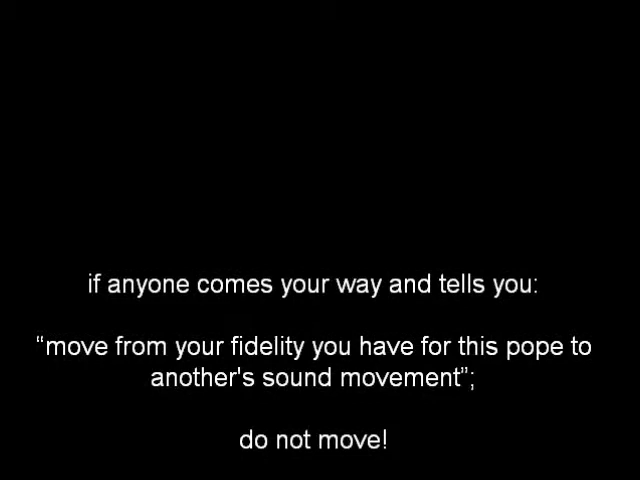 if anyone comes your way and tells you:
“move from your fidelity you have for this pope to
another's sound movement”;
do not move!